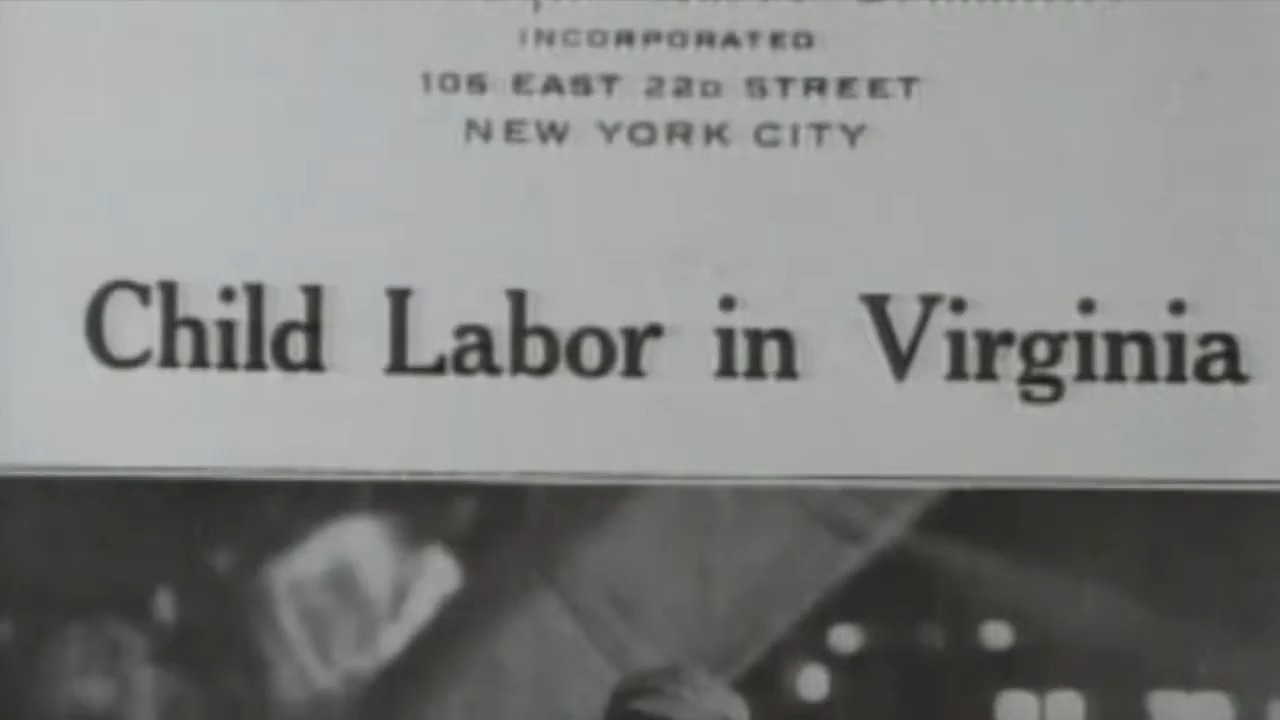 INCORPORATED
105 EAST 22D STREET
NEW YORK CITY
Child Labor in Virginia